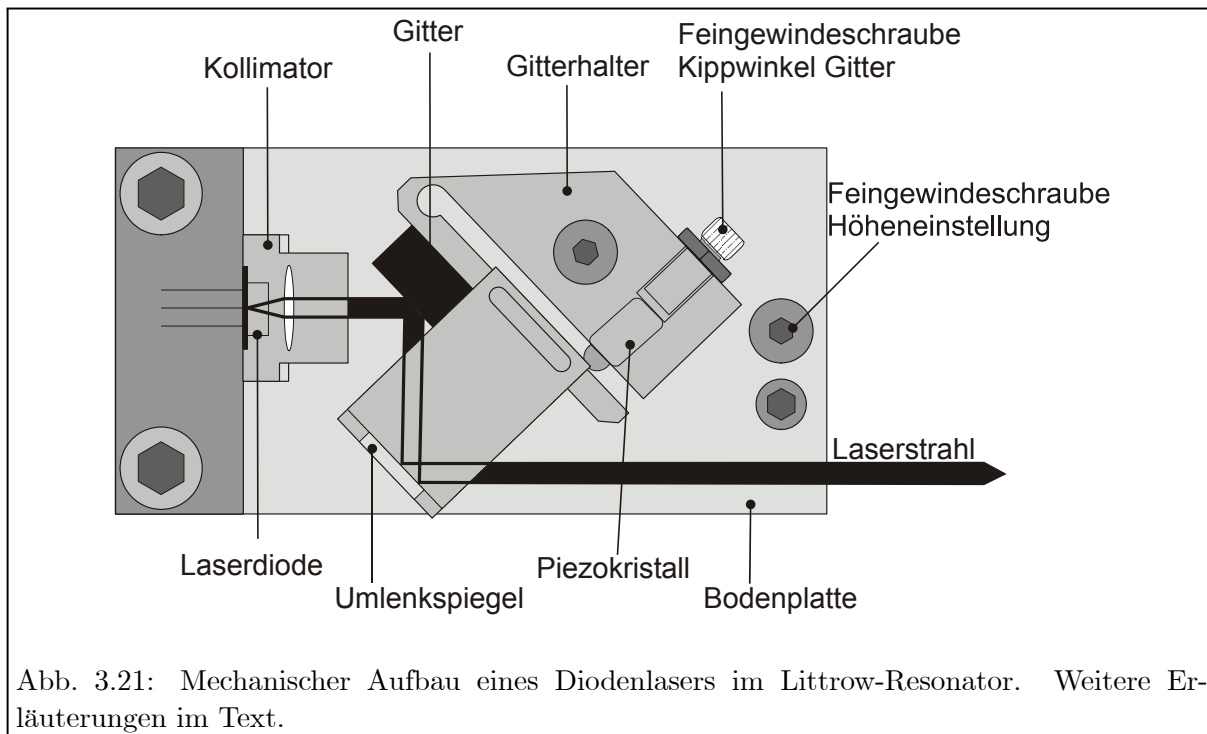 Gitter
Feingewindeschraube
Kippwinkel Gitter
Kollimator
Gitterhalter
Feingewindeschraube
Höheneinstellung
Laserstrahl
Laserdiode
Piezokristall
Umlenkspiegel
Bodenplatte
Abb. 3.21: Mechanischer Aufbau eines Diodenlasers im Littrow-Resonator. Weitere Er-
läuterungen im Text.